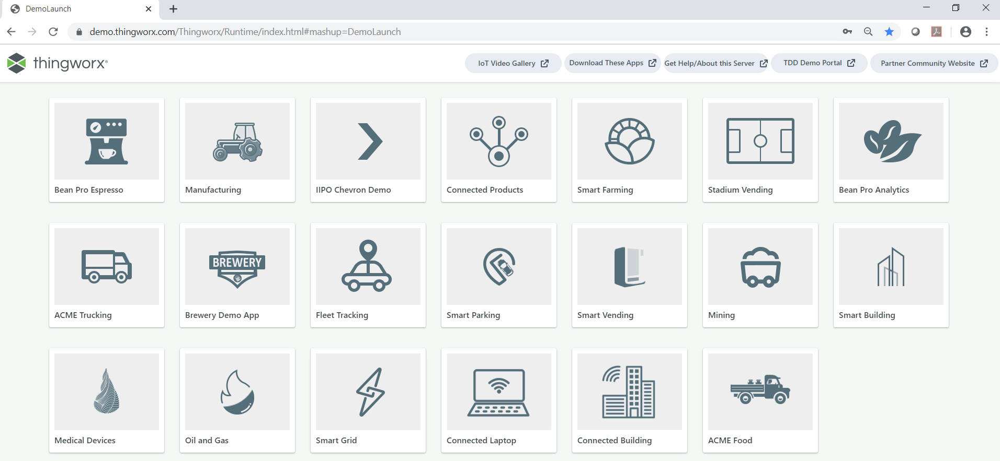 DemoLaunch
demo.thingworx.com/Thingworx/Runtime/index.html#mashup=DemoLaunch
thingworx®
IoT Video Gallery
Download These Apps
Get Help/About this Server
TDD Demo Portal
Partner Community Website
Bean Pro Espresso
Manufacturing
IIPO Chevron Demo
Connected Products
Smart Farming
Stadium Vending
Bean Pro Analytics
BREWERY
ACME Trucking
Brewery Demo App
Fleet Tracking
Smart Parking
Smart Vending
Mining
Smart Building
Medical Devices
Oil and Gas
Smart Grid
Connected Laptop
Connected Building
ACME Food